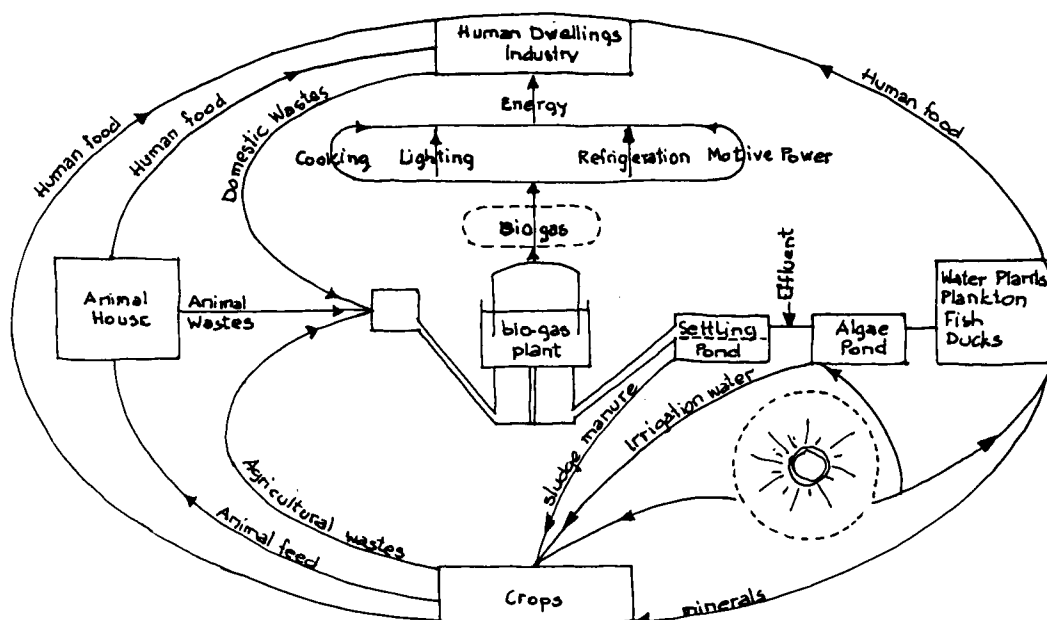 Human Dwellings
Industry
Energy
Cooking
Lighting
Refrigeration
Motive Power
Human food
Human food
Domestic Wastes
Human food
Bio gas
Effluent
Animal
House
Animal
Wastes
bio-gas
plant
Settling
Pond
Algae
Pond
Water Plants
Plankton
Fish
Ducks
sludge manure
Irrigation water
Agricultural wastes
Animal feed
Crops
minerals